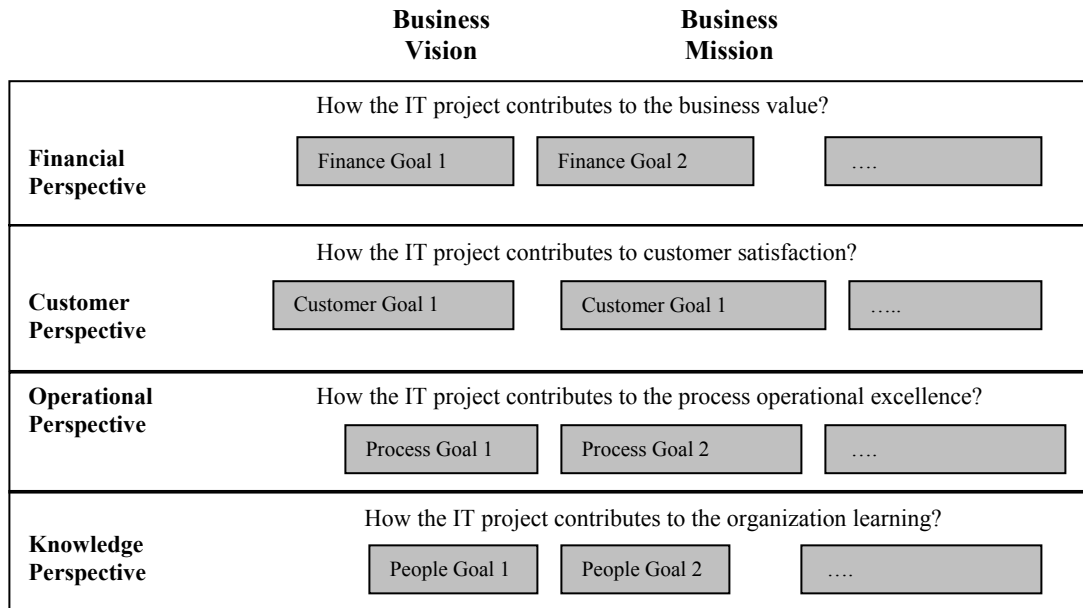 Business Vision
Business Mission
How the IT project contributes to the business value?
Financial Perspective
Finance Goal 1
Finance Goal 2
….
How the IT project contributes to customer satisfaction?
Customer Perspective
Customer Goal 1
Customer Goal 1
…..
Operational Perspective
How the IT project contributes to the process operational excellence?
Process Goal 1
Process Goal 2
….
How the IT project contributes to the organization learning?
Knowledge Perspective
People Goal 1
People Goal 2
….